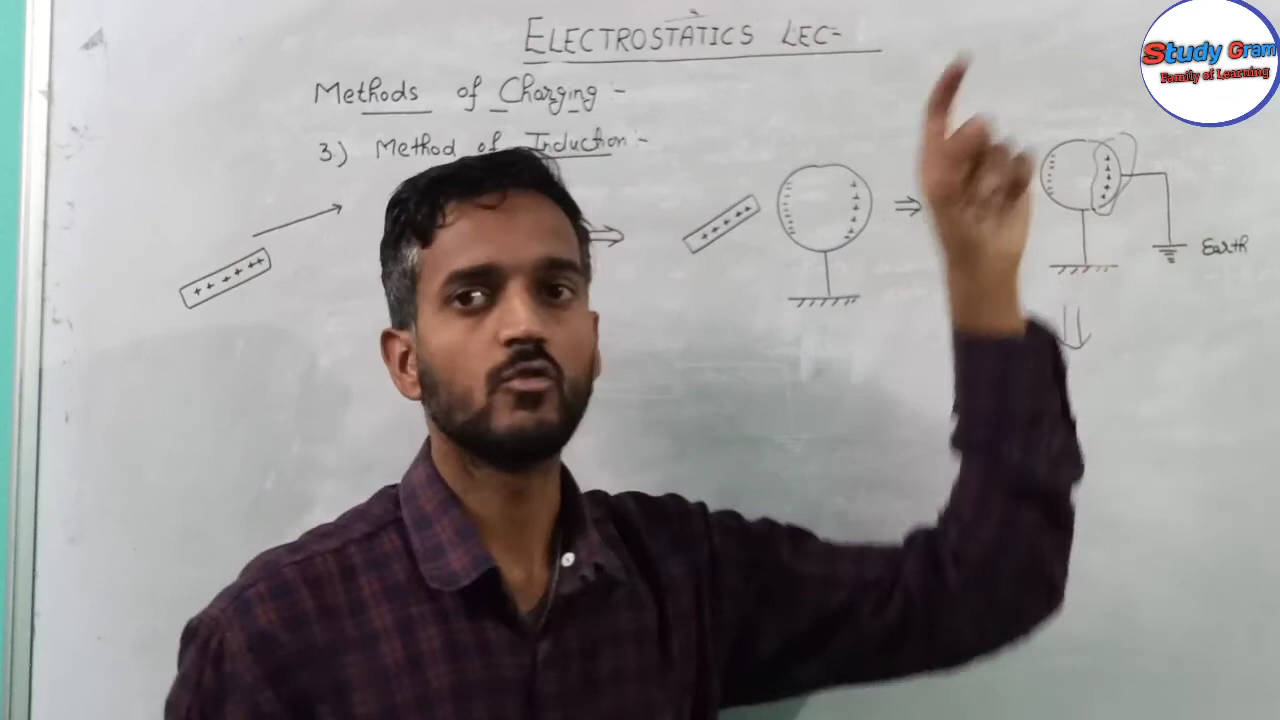 ELECTROSTATICS LEC-
Study Gram
Family of Learning
Methods of Charging -
3) Method of Induction :-
++ ++ ++
+ + + + +
Earth